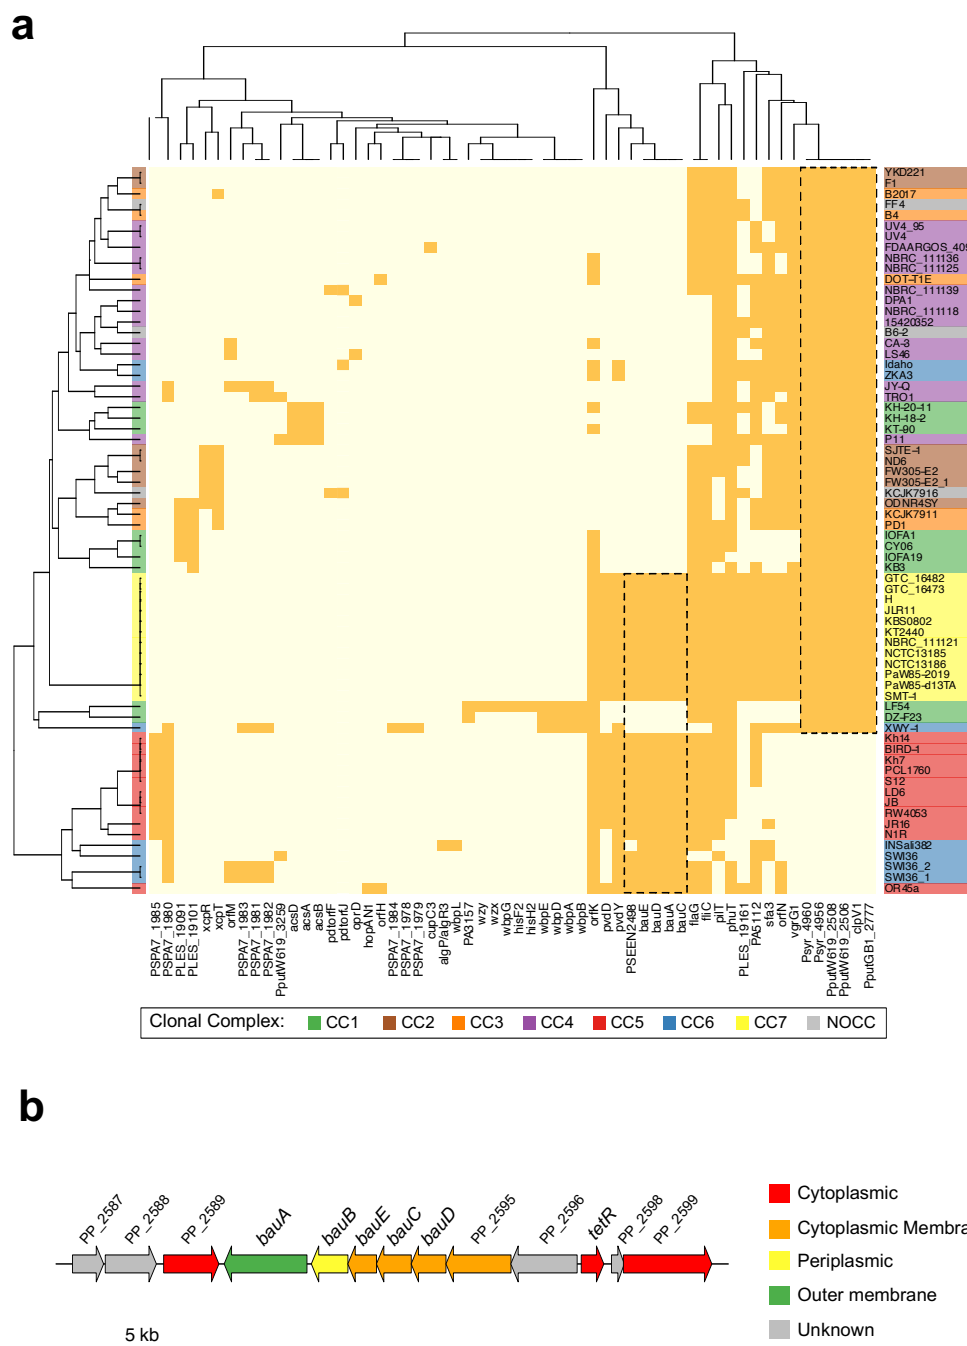 a
YKD221
F1
B2017
FF4
B4
UV4_95
UV4
FDAARGOS_409
NBRC_111136
NBRC_111125
DOT-T1E
NBRC_111139
DPA1
NBRC_111118
15420352
B6-2
CA-3
LS46
Idaho
ZKA3
JY-Q
TRO1
KH-20-11
KH-18-2
KT-90
P11
SJTE-1
ND6
FW305-E2
FW305-E2_1
KCJK7916
ODNR4SY
KCJK7911
PD1
IOFA1
CY06
IOFA19
KB3
GTC_16482
GTC_16473
H
JLR11
KBS0802
KT2440
NBRC_111121
NCTC13185
NCTC13186
PaW85-2019
PaW85-d13TA
SMT-1
LF54
DZ-F23
XWY-1
Kh14
BIRD-1
Kh7
PCL1760
S12
LD6
JB
RW4053
JR16
N1R
INSali382
SWI36
SWI36_2
SWI36_1
OR45a
PSPA7_1985
PSPA7_1980
PLES_19091
PLES_19101
xcpR
xcpT
orfM
PSPA7_1983
PSPA7_1981
PSPA7_1982
PputW619_3259
acsD
acsA
acsB
pdtorfF
pdtorfJ
oprD
hopAN1
orfH
PSPA7_1984
PSPA7_1978
PSPA7_1979
cupC3
algP/algR3
wbpL
PA3157
wzy
wzx
wbpG
hisF2
hisH2
wbpE
wbpD
wbpA
wbpB
orfK
pvdD
pvdY
PSEEN2498
bauE
bauD
bauA
bauC
flaG
fliC
pilT
phuT
PLES_19161
PA5112
sfa3
orfN
vgrG1
Psyr_4960
Psyr_4956
PputW619_2508
PputW619_2506
clpV1
PputGB1_2777
Clonal Complex: CC1 CC2 CC3 CC4 CC5 CC6 CC7 NOCC
b
PP_2587
PP_2588
PP_2589
bauA
bauB
bauE
bauC
bauD
PP_2595
PP_2596
tetR
PP_2598
PP_2599
5 kb
Cytoplasmic
Cytoplasmic Membra
Periplasmic
Outer membrane
Unknown